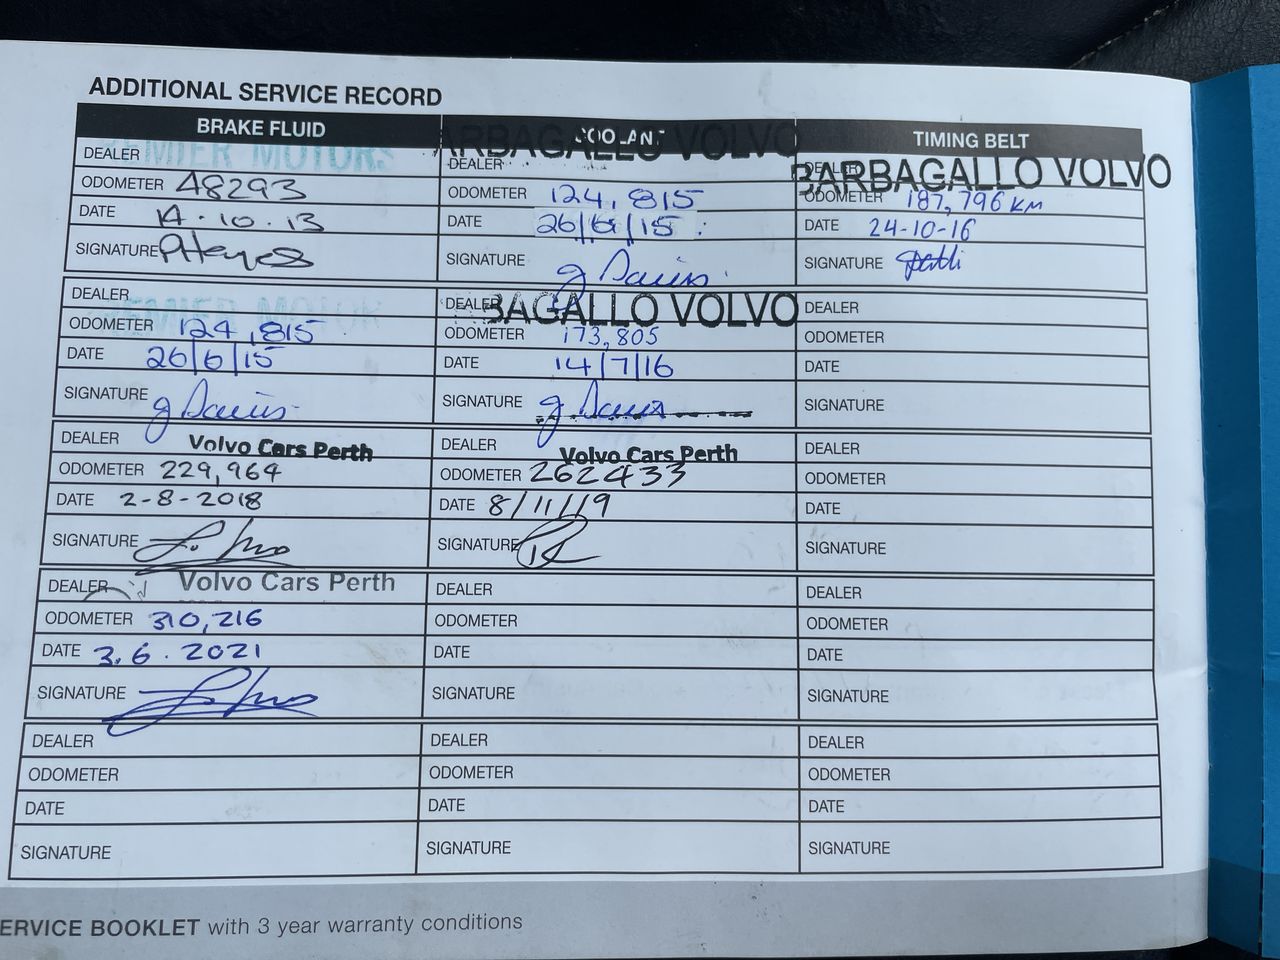 ADDITIONAL SERVICE RECORD
BRAKE FLUID
DEALER
EMIER MOTORS
ODOMETER 48293
DATE 14.10.13
SIGNATURE
DEALER
EMIER MOTOR
ODOMETER 124,815
DATE 26/6/15
SIGNATURE
DEALER Volvo Cars Perth
ODOMETER 229,964
DATE 2-8-2018
SIGNATURE
DEALER Volvo Cars Perth
ODOMETER 310,216
DATE 3.6.2021
SIGNATURE
DEALER
ODOMETER
DATE
SIGNATURE
COOLANT
ARBAGALLO VOLVO
DEALER
ODOMETER 124,815
DATE 26/6/15
SIGNATURE
DEALER BAGALLO VOLVO
ODOMETER 173,805
DATE 14/7/16
SIGNATURE
DEALER
Volvo Cars Perth
ODOMETER 262433
DATE 8/11/19
SIGNATURE
DEALER
ODOMETER
DATE
SIGNATURE
DEALER
ODOMETER
DATE
SIGNATURE
TIMING BELT
DEALER
BARBAGALLO VOLVO
ODOMETER 187,796 KM
DATE 24-10-16
SIGNATURE
DEALER
ODOMETER
DATE
SIGNATURE
DEALER
ODOMETER
DATE
SIGNATURE
DEALER
ODOMETER
DATE
SIGNATURE
DEALER
ODOMETER
DATE
SIGNATURE
ERVICE BOOKLET with 3 year warranty conditions